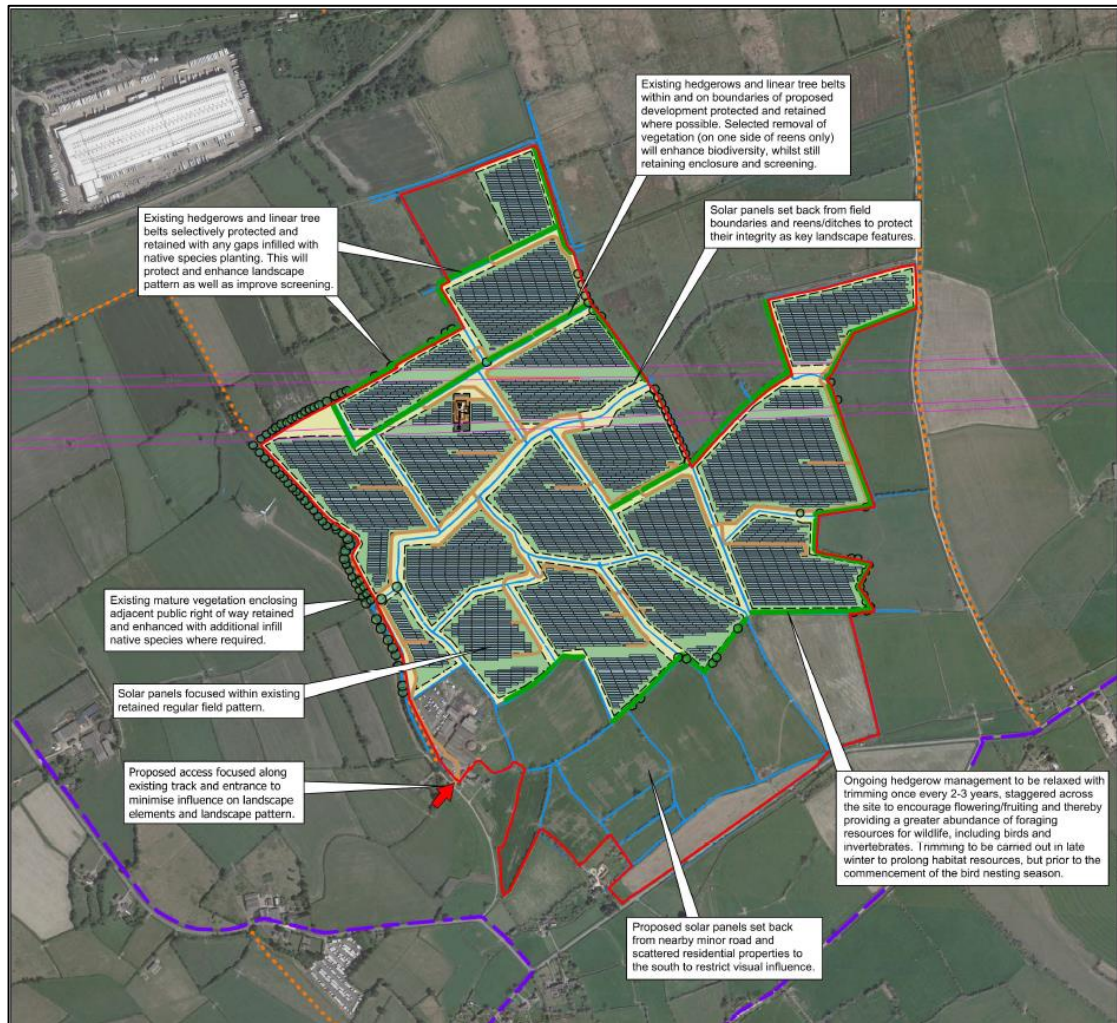 Existing hedgerows and linear tree belts
within and on boundaries of proposed
development protected and retained
where possible. Selected removal of
vegetation (on one side of reens only)
will enhance biodiversity, whilst still
retaining enclosure and screening.
Existing hedgerows and linear tree
belts selectively protected and
retained with any gaps infilled with
native species planting. This will
protect and enhance landscape
pattern as well as improve screening.
Solar panels set back from field
boundaries and reens/ditches to protect
their integrity as key landscape features.
Existing mature vegetation enclosing
adjacent public right of way retained
and enhanced with additional infill
native species where required.
Solar panels focused within existing
retained regular field pattern.
Proposed access focused along
existing track and entrance to
minimise influence on landscape
elements and landscape pattern.
Ongoing hedgerow management to be relaxed with
trimming once every 2-3 years, staggered across
the site to encourage flowering/fruiting and thereby
providing a greater abundance of foraging
resources for wildlife, including birds and
invertebrates. Trimming to be carried out in late
winter to prolong habitat resources, but prior to the
commencement of the bird nesting season.
Proposed solar panels set back
from nearby minor road and
scattered residential properties to
the south to restrict visual influence.